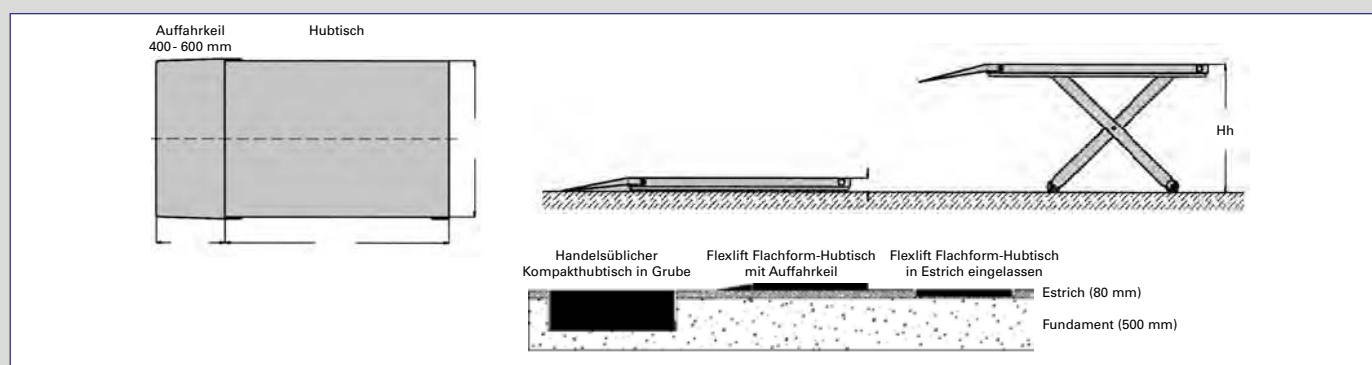 Auffahrkeil
400 - 600 mm
Hubtisch
Hh
Handelsüblicher
Kompakthubtisch in Grube
Flexlift Flachform-Hubtisch
mit Auffahrkeil
Flexlift Flachform-Hubtisch
in Estrich eingelassen
Estrich (80 mm)
Fundament (500 mm)